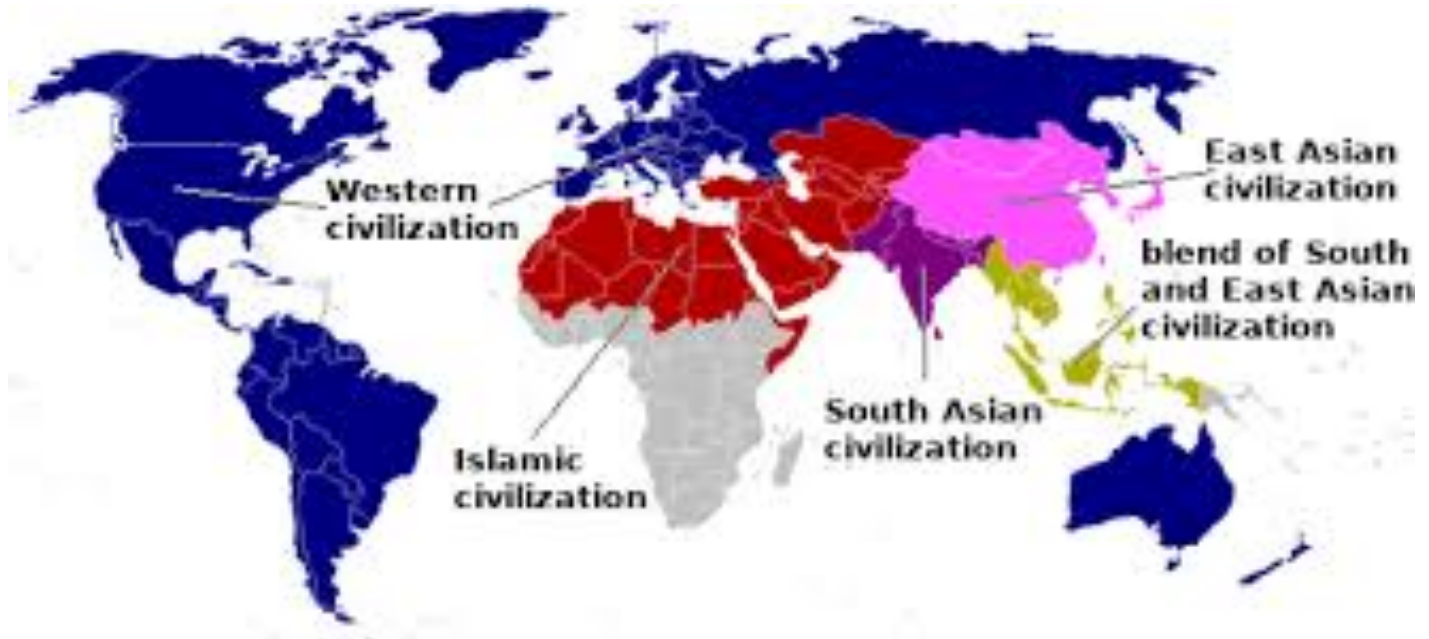 Western
civilization
East Asian
civilization
blend of South
and East Asian
civilization
South Asian
civilization
Islamic
civilization